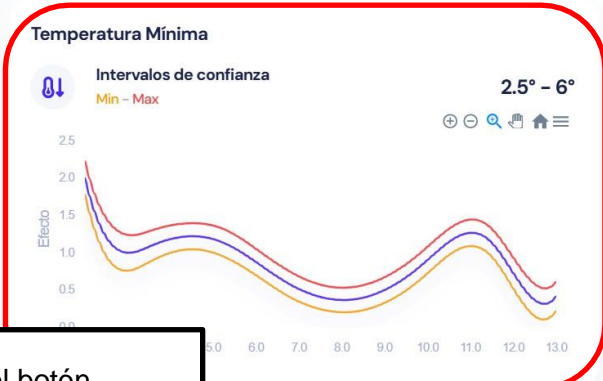 Temperatura Mínima
Intervalos de confianza
Min - Max
2.5° - 6°
2.5
2.0
1.5
1.0
0.5
Efecto
6.0 7.0 8.0 9.0 10.0 11.0 12.0 13.0
el botón